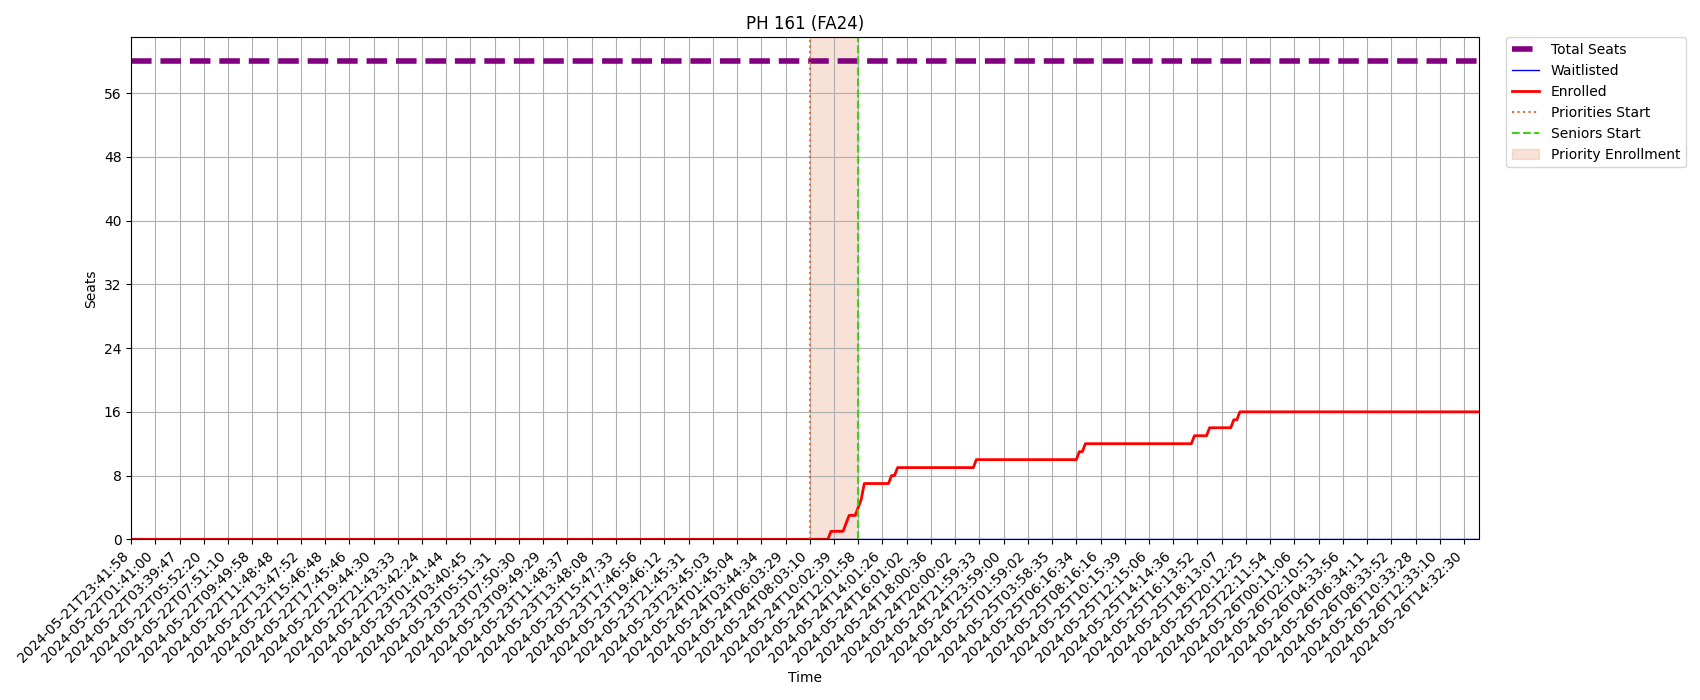 PH 161 (FA24)
Total Seats
Waitlisted
Enrolled
Priorities Start
Seniors Start
Priority Enrollment
Seats
56
48
40
32
24
16
8
0
2024-05-21T23:41:58
2024-05-22T01:41:00
2024-05-22T03:39:47
2024-05-22T05:52:20
2024-05-22T07:51:10
2024-05-22T09:49:58
2024-05-22T11:48:48
2024-05-22T13:47:52
2024-05-22T15:46:48
2024-05-22T17:45:46
2024-05-22T19:44:30
2024-05-22T21:43:33
2024-05-22T23:42:24
2024-05-23T01:41:44
2024-05-23T03:40:45
2024-05-23T05:51:31
2024-05-23T07:50:30
2024-05-23T09:49:29
2024-05-23T11:48:37
2024-05-23T13:48:08
2024-05-23T15:47:33
2024-05-23T17:46:56
2024-05-23T19:46:12
2024-05-23T21:45:31
2024-05-23T23:45:03
2024-05-24T01:45:04
2024-05-24T03:44:34
2024-05-24T06:03:29
2024-05-24T08:03:10
2024-05-24T10:02:39
2024-05-24T12:01:58
2024-05-24T14:01:26
2024-05-24T16:01:02
2024-05-24T18:00:36
2024-05-24T20:00:02
2024-05-24T21:59:33
2024-05-24T23:59:00
2024-05-25T01:59:02
2024-05-25T03:58:35
2024-05-25T06:16:34
2024-05-25T08:16:16
2024-05-25T10:15:39
2024-05-25T12:15:06
2024-05-25T14:14:36
2024-05-25T16:13:52
2024-05-25T18:13:07
2024-05-25T20:12:25
2024-05-25T22:11:54
2024-05-26T00:11:06
2024-05-26T02:10:51
2024-05-26T04:33:56
2024-05-26T06:34:11
2024-05-26T08:33:52
2024-05-26T10:33:28
2024-05-26T12:33:10
2024-05-26T14:32:30
Time